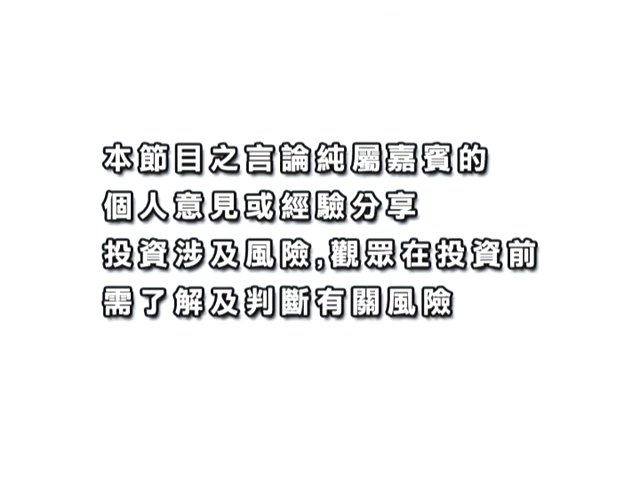 本節目之言論純屬嘉賓的
個人意見或經驗分享
投資涉及風險,觀眾在投資前
需了解及判斷有關風險